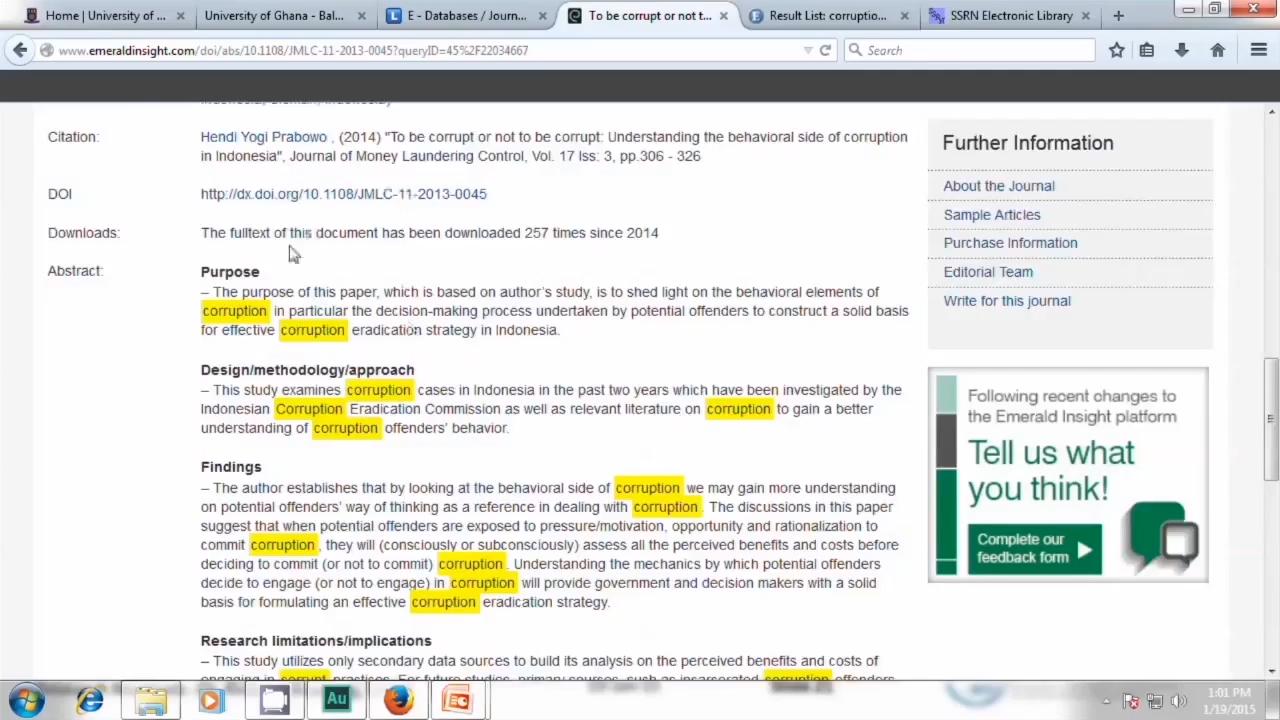 Home | University of ...
University of Ghana - Bal...
E - Databases / Journ...
To be corrupt or not t...
Result List: corruptio...
SSRN Electronic Library
www.emeraldinsight.com/doi/abs/10.1108/JMLC-11-2013-0045?queryID=45%2F22034667
Search
Citation:
Hendi Yogi Prabowo , (2014) "To be corrupt or not to be corrupt: Understanding the behavioral side of corruption
in Indonesia", Journal of Money Laundering Control, Vol. 17 Iss: 3, pp.306 - 326
DOI
http://dx.doi.org/10.1108/JMLC-11-2013-0045
Downloads:
The fulltext of this document has been downloaded 257 times since 2014
Abstract:
Purpose
– The purpose of this paper, which is based on author's study, is to shed light on the behavioral elements of
corruption in particular the decision-making process undertaken by potential offenders to construct a solid basis
for effective corruption eradication strategy in Indonesia.
Design/methodology/approach
– This study examines corruption cases in Indonesia in the past two years which have been investigated by the
Indonesian Corruption Eradication Commission as well as relevant literature on corruption to gain a better
understanding of corruption offenders' behavior.
Findings
– The author establishes that by looking at the behavioral side of corruption we may gain more understanding
on potential offenders' way of thinking as a reference in dealing with corruption. The discussions in this paper
suggest that when potential offenders are exposed to pressure/motivation, opportunity and rationalization to
commit corruption, they will (consciously or subconsciously) assess all the perceived benefits and costs before
deciding to commit (or not to commit) corruption. Understanding the mechanics by which potential offenders
decide to engage (or not to engage) in corruption will provide government and decision makers with a solid
basis for formulating an effective corruption eradication strategy.
Research limitations/implications
– This study utilizes only secondary data sources to build its analysis on the perceived benefits and costs of
engaging in corrupt practices. For future studies, primary sources, such as incarcerated corruption offenders
Further Information
About the Journal
Sample Articles
Purchase Information
Editorial Team
Write for this journal
Following recent changes to
the Emerald Insight platform
Tell us what
you think!
Complete our
feedback form
Au
1:01 PM
1/19/2015